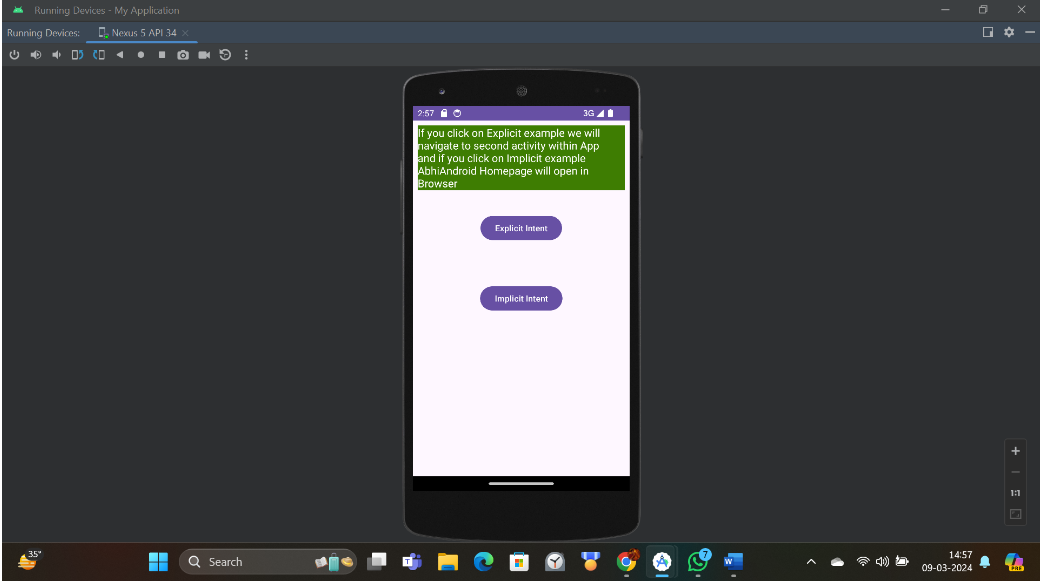 Running Devices - My Application
Running Devices:
Nexus 5 API 34
2:57
3G
If you click on Explicit example we will
navigate to second activity within App
and if you click on Implicit example
AbhiAndroid Homepage will open in
Browser
Explicit Intent
Implicit Intent
1:1
35°
Search
7
14:57
09-03-2024
PRE